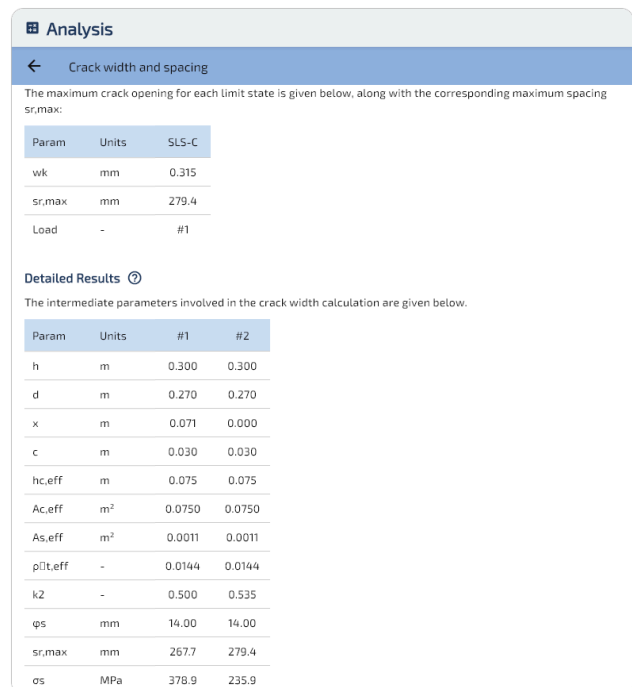 Analysis
Crack width and spacing
The maximum crack opening for each limit state is given below, along with the corresponding maximum spacing
sr,max:
Param Units SLS-C
wk mm 0.315
sr,max mm 279.4
Load - #1
Detailed Results ?
The intermediate parameters involved in the crack width calculation are given below.
Param Units #1 #2
h m 0.300 0.300
d m 0.270 0.270
x m 0.071 0.000
c m 0.030 0.030
hc,eff m 0.075 0.075
Ac,eff m² 0.0750 0.0750
As,eff m² 0.0011 0.0011
ρ▯t,eff - 0.0144 0.0144
k2 - 0.500 0.535
φs mm 14.00 14.00
sr,max mm 267.7 279.4
σs MPa 378.9 235.9